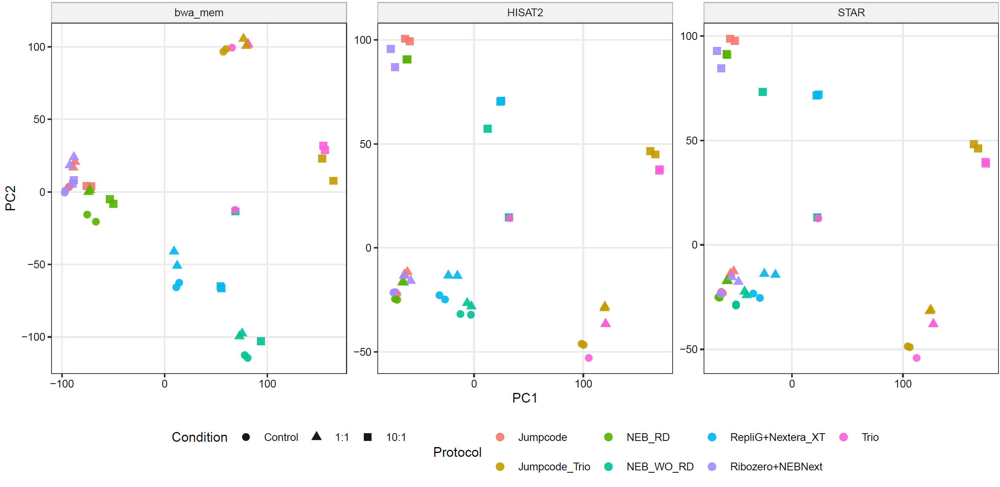 bwa_mem HISAT2 STAR
100 100 100
50 50 50
0 0 0
−50 −50 −50
−100
PC2
−100 0 100 0 100 0 100
PC1
Condition Control 1:1 10:1
Protocol
Jumpcode NEB_RD RepliG+Nextera_XT Trio
Jumpcode_Trio NEB_WO_RD Ribozero+NEBNext